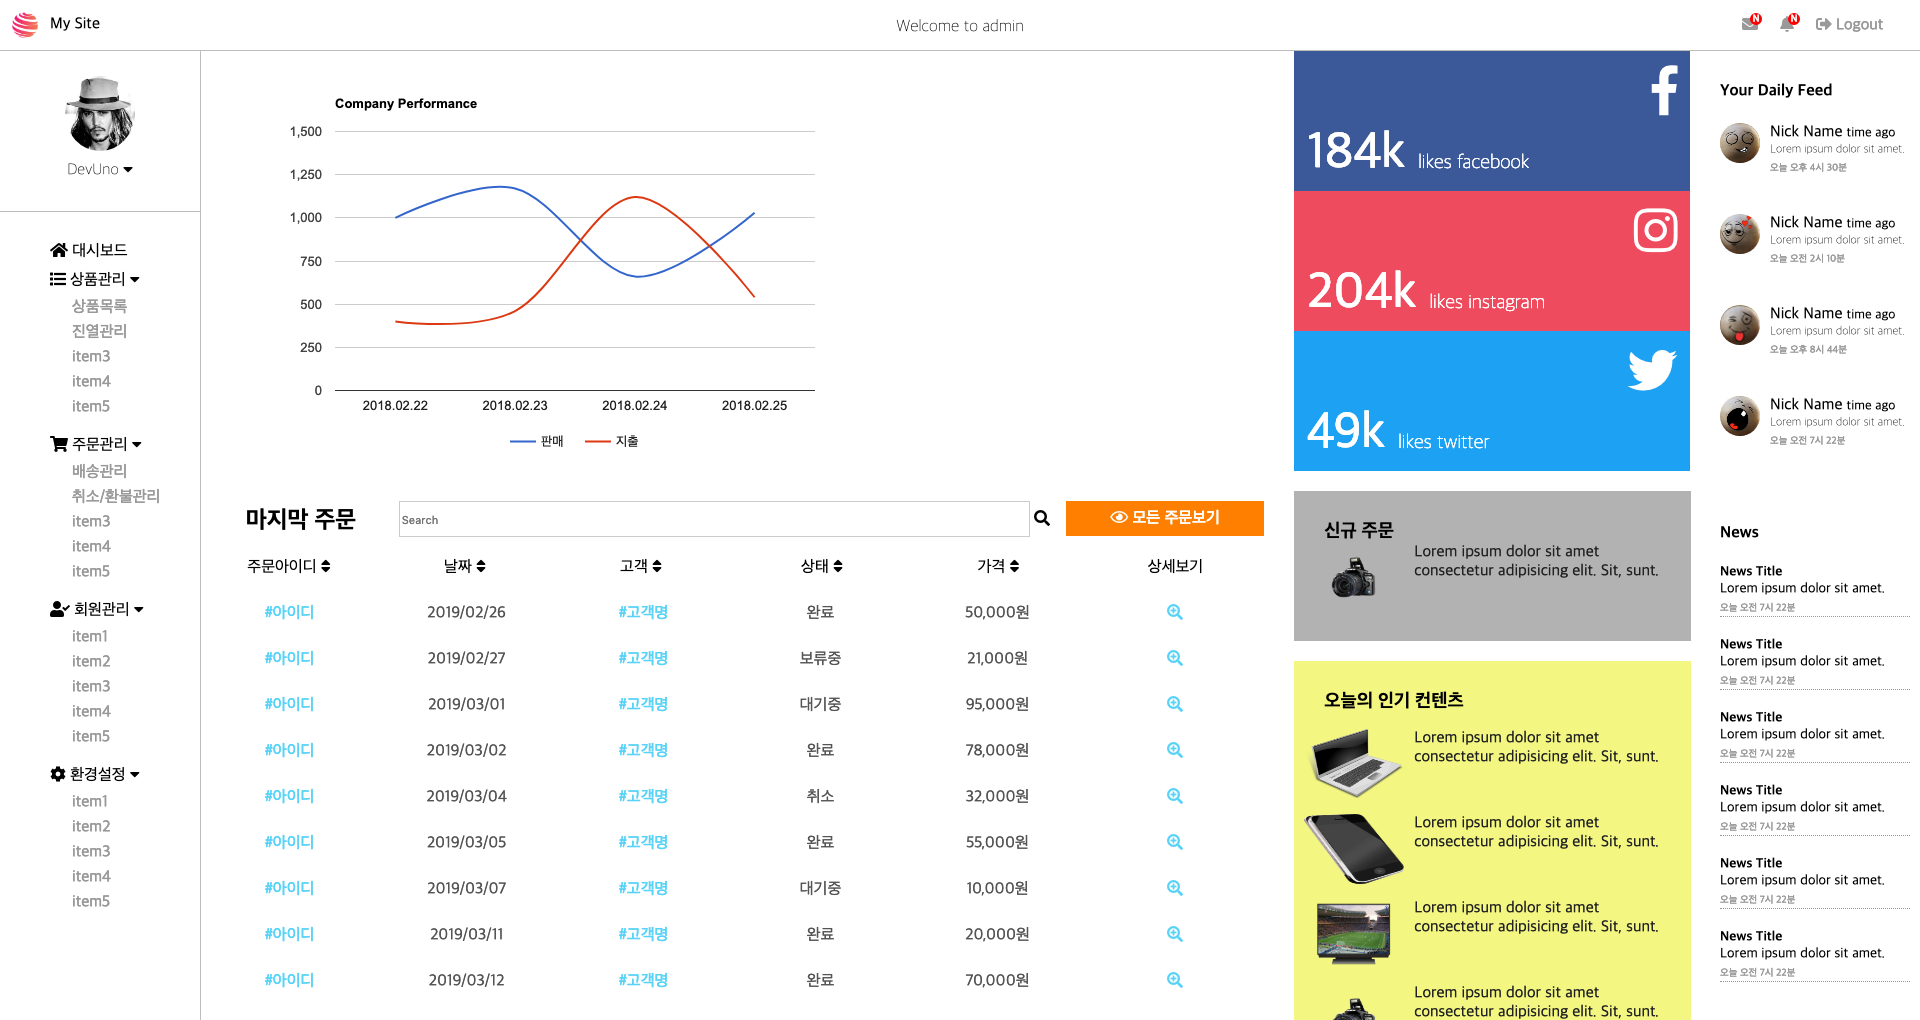 My Site
Welcome to admin
N
N
Logout
DevUno
대시보드
상품관리
상품목록
진열관리
item3
item4
item5
주문관리
배송관리
취소/환불관리
item3
item4
item5
회원관리
item1
item2
item3
item4
item5
환경설정
item1
item2
item3
item4
item5
Company Performance
1,500
1,250
1,000
750
500
250
0
2018.02.22 2018.02.23 2018.02.24 2018.02.25
판매 지출
마지막 주문
Search
모든 주문보기
주문아이디 날짜 고객 상태 가격 상세보기
#아이디 2019/02/26 #고객명 완료 50,000원
#아이디 2019/02/27 #고객명 보류중 21,000원
#아이디 2019/03/01 #고객명 대기중 95,000원
#아이디 2019/03/02 #고객명 완료 78,000원
#아이디 2019/03/04 #고객명 취소 32,000원
#아이디 2019/03/05 #고객명 완료 55,000원
#아이디 2019/03/07 #고객명 대기중 10,000원
#아이디 2019/03/11 #고객명 완료 20,000원
#아이디 2019/03/12 #고객명 완료 70,000원
184k likes facebook
204k likes instagram
49k likes twitter
신규 주문
Lorem ipsum dolor sit amet
consectetur adipisicing elit. Sit, sunt.
오늘의 인기 컨텐츠
Lorem ipsum dolor sit amet
consectetur adipisicing elit. Sit, sunt.
Lorem ipsum dolor sit amet
consectetur adipisicing elit. Sit, sunt.
Lorem ipsum dolor sit amet
consectetur adipisicing elit. Sit, sunt.
Lorem ipsum dolor sit amet
consectetur adipisicing elit. Sit, sunt.
Your Daily Feed
Nick Name time ago
Lorem ipsum dolor sit amet.
오늘 오후 4시 30분
Nick Name time ago
Lorem ipsum dolor sit amet.
오늘 오전 2시 10분
Nick Name time ago
Lorem ipsum dolor sit amet.
오늘 오후 8시 44분
Nick Name time ago
Lorem ipsum dolor sit amet.
오늘 오전 7시 22분
News
News Title
Lorem ipsum dolor sit amet.
오늘 오전 7시 22분
News Title
Lorem ipsum dolor sit amet.
오늘 오전 7시 22분
News Title
Lorem ipsum dolor sit amet.
오늘 오전 7시 22분
News Title
Lorem ipsum dolor sit amet.
오늘 오전 7시 22분
News Title
Lorem ipsum dolor sit amet.
오늘 오전 7시 22분
News Title
Lorem ipsum dolor sit amet.
오늘 오전 7시 22분